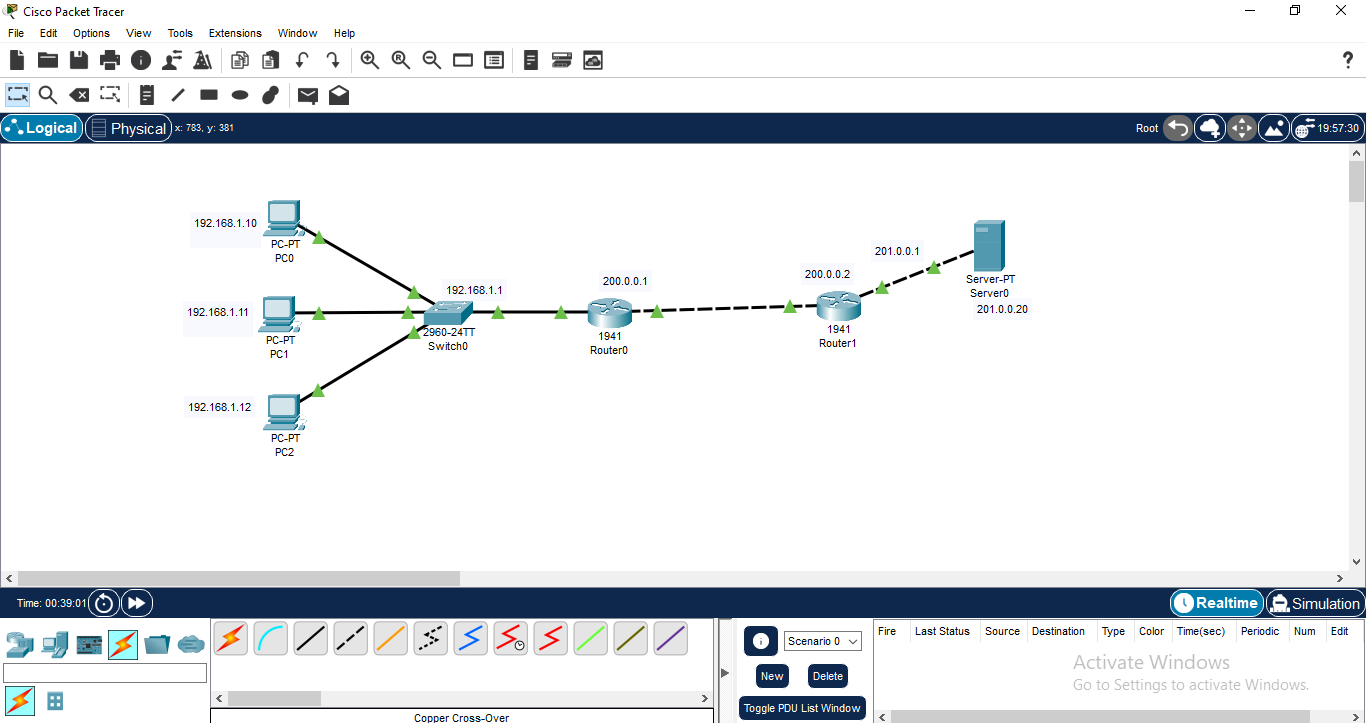 Cisco Packet Tracer
File Edit Options View Tools Extensions Window Help
Logical Physical x: 783, y: 381 Root 19:57:30
192.168.1.10
PC-PT
PC0
192.168.1.11
PC-PT
PC1
192.168.1.12
PC-PT
PC2
192.168.1.1
2960-24TT
Switch0
200.0.0.1
1941
Router0
200.0.0.2
1941
Router1
201.0.0.1
Server-PT
Server0
201.0.0.20
Time: 00:39:01 Realtime Simulation
Scenario 0
New Delete
Toggle PDU List Window
Fire Last Status Source Destination Type Color Time(sec) Periodic Num Edit
Activate Windows
Go to Settings to activate Windows.
Copper Cross-Over